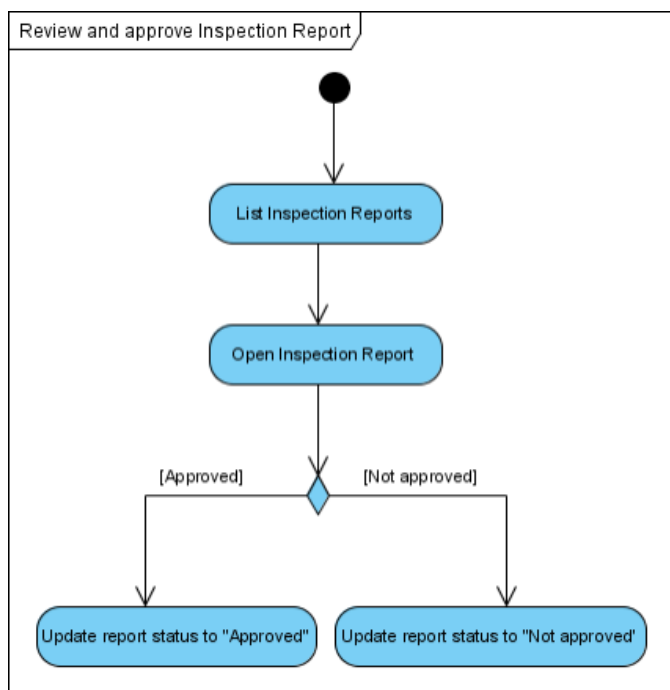 Review and approve Inspection Report
List Inspection Reports
Open Inspection Report
[Approved]
[Not approved]
Update report status to "Approved"
Update report status to "Not approved'